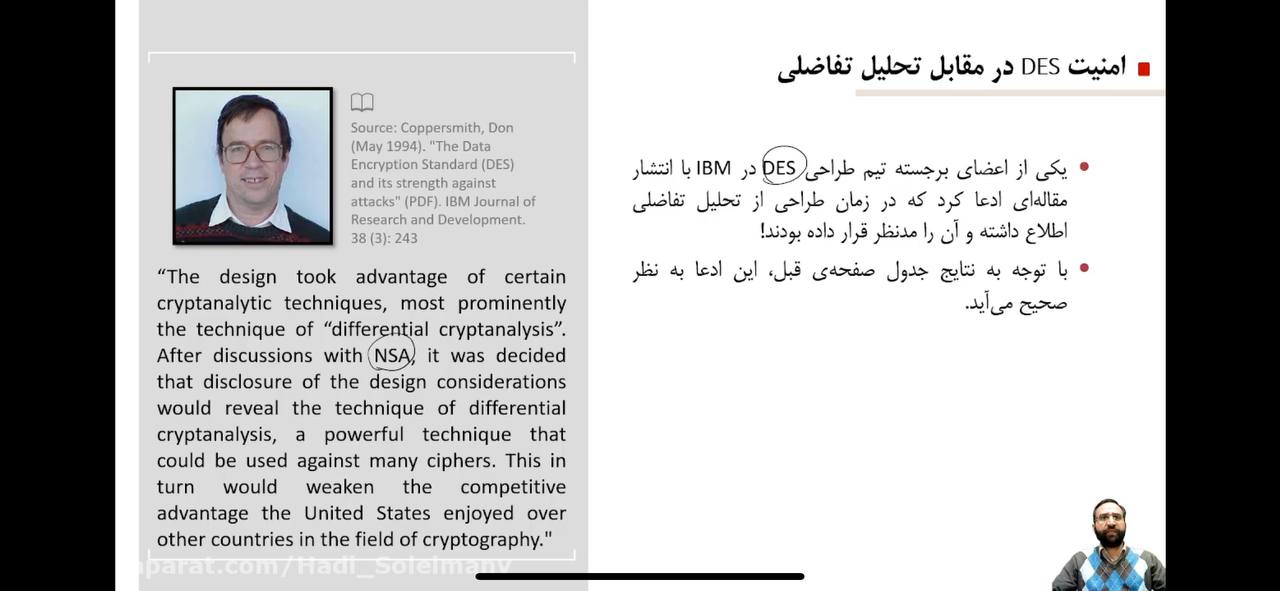 امنیت DES در مقابل تحلیل تفاضلی
یکی از اعضای برجسته تیم طراحی DES در IBM با انتشار
مقاله‌ای ادعا کرد که در زمان طراحی از تحلیل تفاضلی
اطلاع داشته و آن را مدنظر قرار داده بودند!
با توجه به نتایج جدول صفحه‌ی قبل، این ادعا به نظر
صحیح می‌آید.
Source: Coppersmith, Don
(May 1994). "The Data
Encryption Standard (DES)
and its strength against
attacks" (PDF). IBM Journal of
Research and Development.
38 (3): 243
“The design took advantage of certain
cryptanalytic techniques, most prominently
the technique of “differential cryptanalysis”.
After discussions with NSA, it was decided
that disclosure of the design considerations
would reveal the technique of differential
cryptanalysis, a powerful technique that
could be used against many ciphers. This in
turn would weaken the competitive
advantage the United States enjoyed over
other countries in the field of cryptography."
aparat.com/Hadi_Soleimany